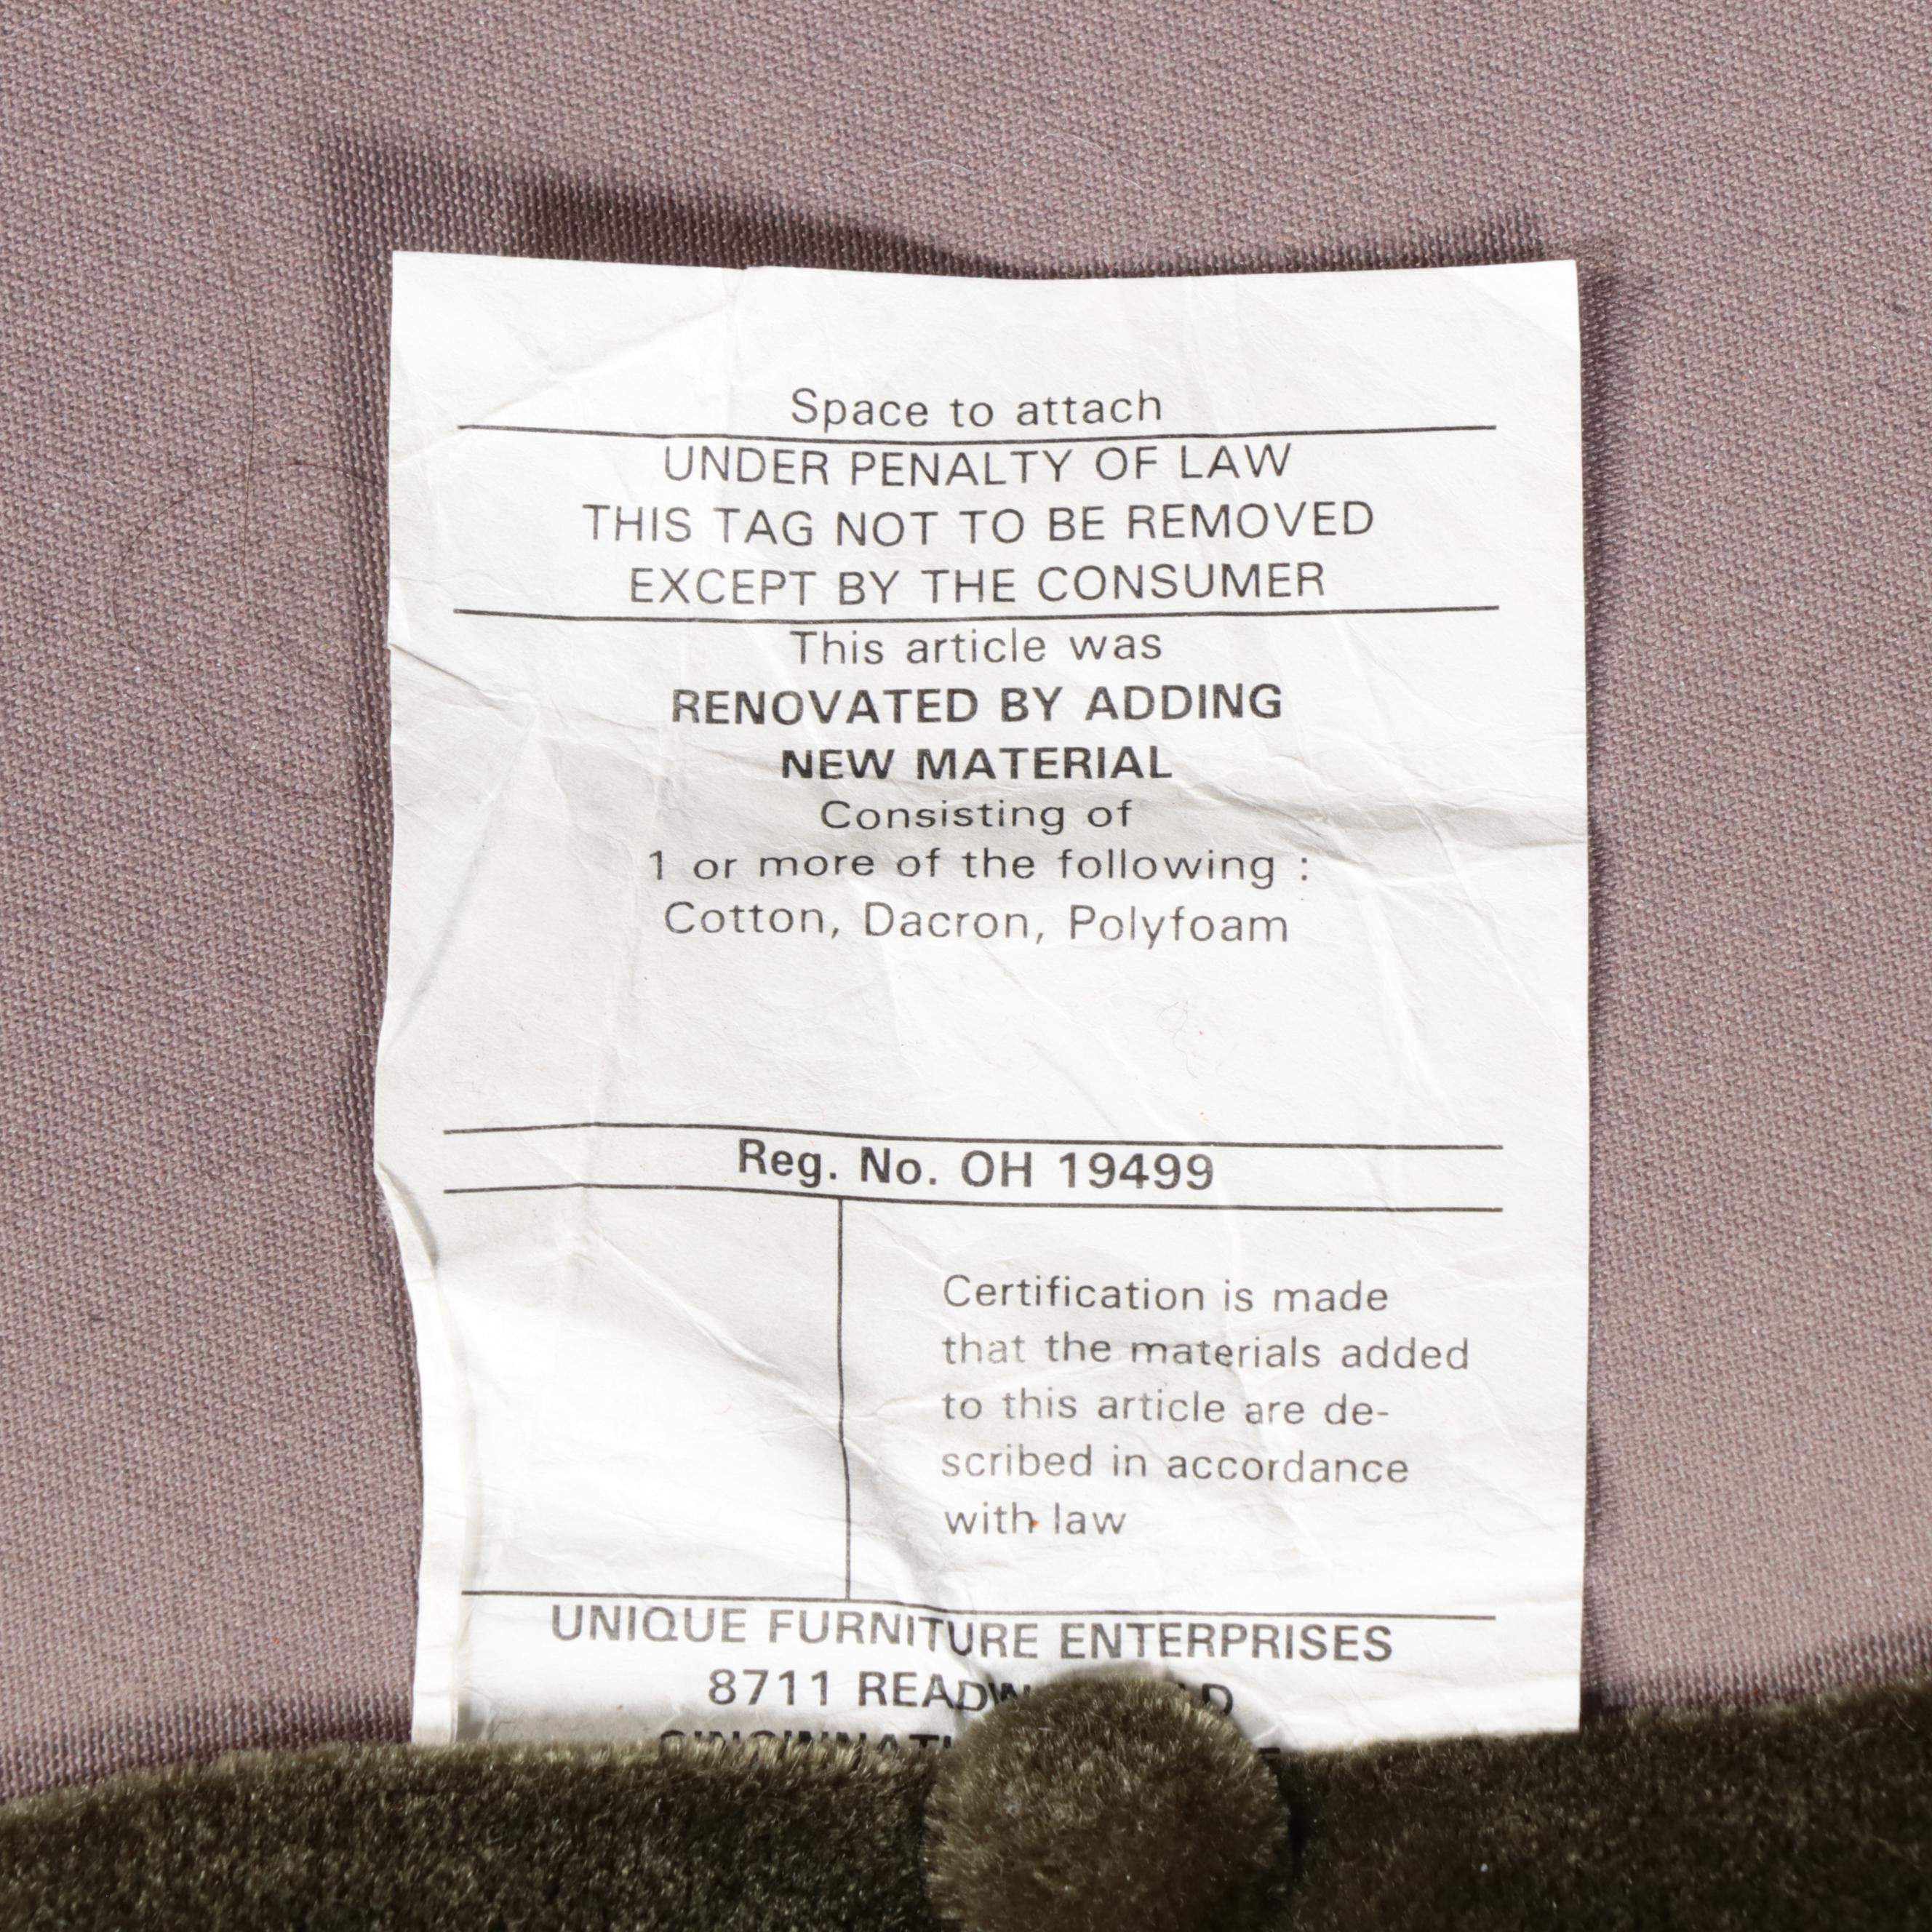 Space to attach
UNDER PENALTY OF LAW
THIS TAG NOT TO BE REMOVED
EXCEPT BY THE CONSUMER
This article was
RENOVATED BY ADDING
NEW MATERIAL
Consisting of
1 or more of the following :
Cotton, Dacron, Polyfoam
Reg. No. OH 19499
Certification is made
that the materials added
to this article are de-
scribed in accordance
with law
UNIQUE FURNITURE ENTERPRISES
8711